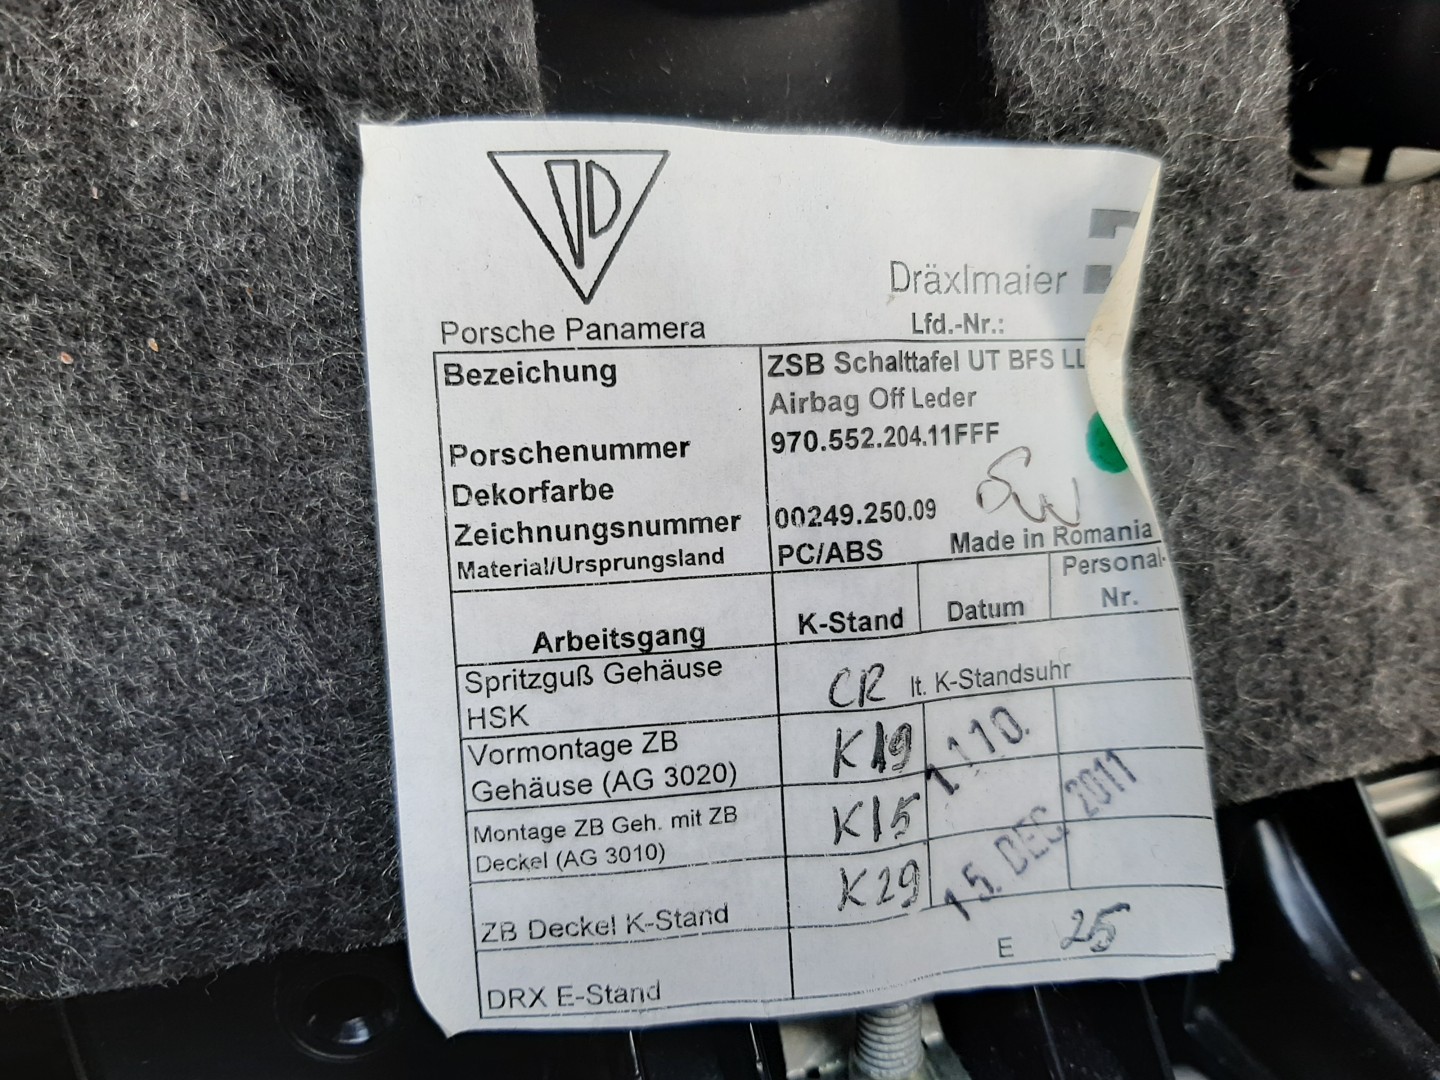 D
Dräxlmaier
Porsche Panamera
Lfd.-Nr.:
Bezeichung
ZSB Schalttafel UT BFS LL
Airbag Off Leder
Porschenummer
970.552.204.11FFF
Dekorfarbe
SW
Zeichnungsnummer
00249.250.09
Material/Ursprungsland
PC/ABS Made in Romania
Arbeitsgang K-Stand Datum Personal-
Nr.
Spritzguß Gehäuse
HSK
CR lt. K-Standsuhr
Vormontage ZB
Gehäuse (AG 3020)
K19
1110.
Montage ZB Geh. mit ZB
Deckel (AG 3010)
K15
15. DEC. 2011
ZB Deckel K-Stand
K29
DRX E-Stand
E 25